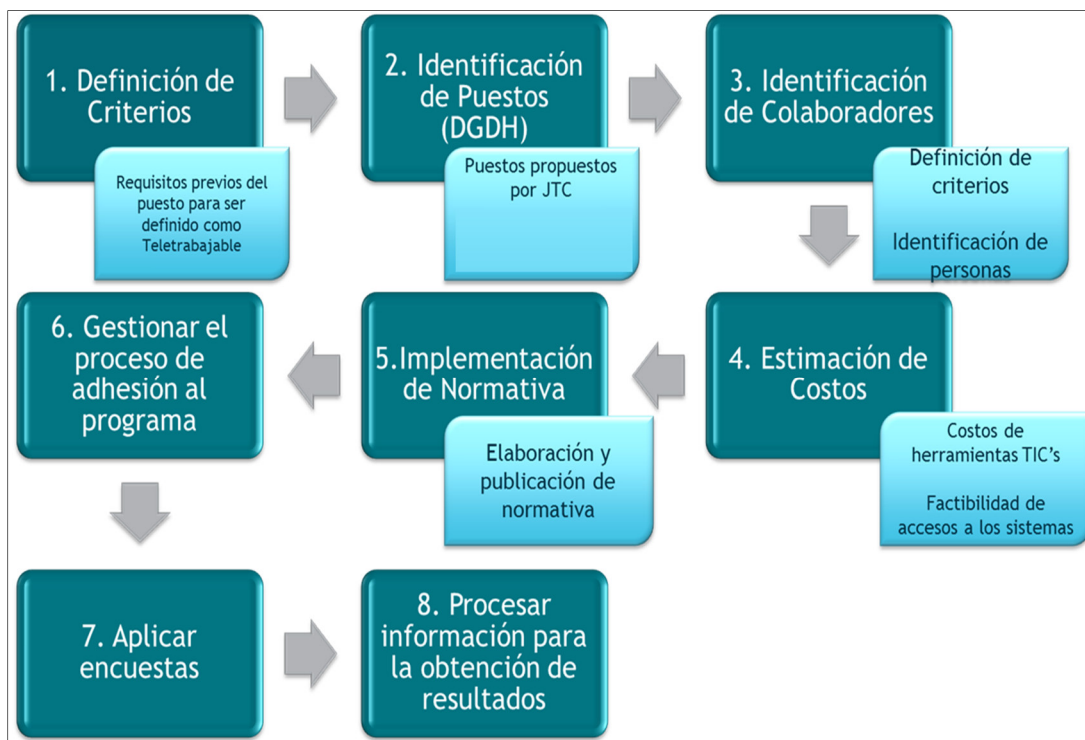 1. Definición de
Criterios
Requisitos previos del
puesto para ser
definido como
Teletrabajable
2. Identificación
de Puestos
(DGDH)
Puestos propuestos
por JTC
3. Identificación
de Colaboradores
Definición de
criterios
Identificación de
personas
4. Estimación de
Costos
Costos de
herramientas TIC’s
Factibilidad de
accesos a los sistemas
5.Implementación
de Normativa
Elaboración y
publicación de
normativa
6. Gestionar el
proceso de
adhesión al
programa
7. Aplicar
encuestas
8. Procesar
información para
la obtención de
resultados